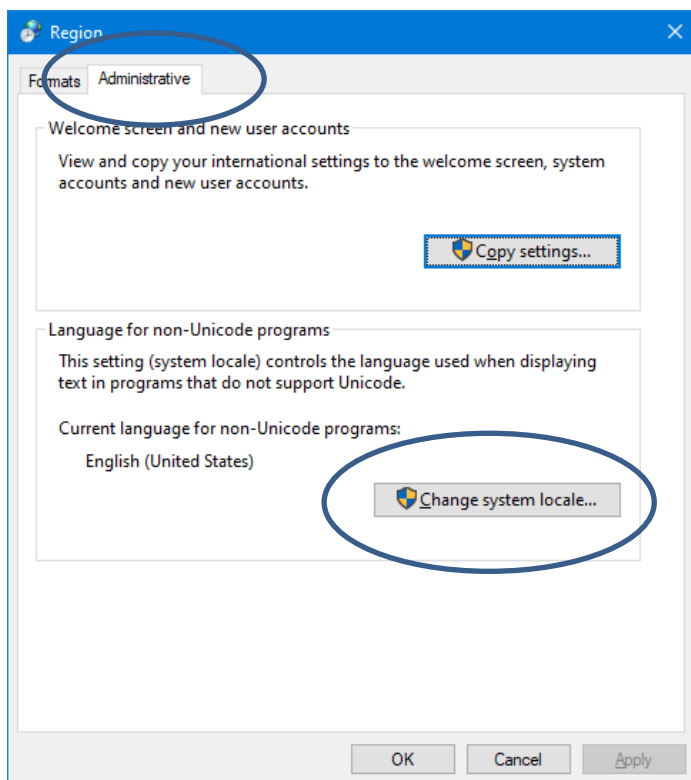 Region
Formats Administrative
Welcome screen and new user accounts
View and copy your international settings to the welcome screen, system
accounts and new user accounts.
Copy settings...
Language for non-Unicode programs
This setting (system locale) controls the language used when displaying
text in programs that do not support Unicode.
Current language for non-Unicode programs:
English (United States)
Change system locale...
OK Cancel Apply